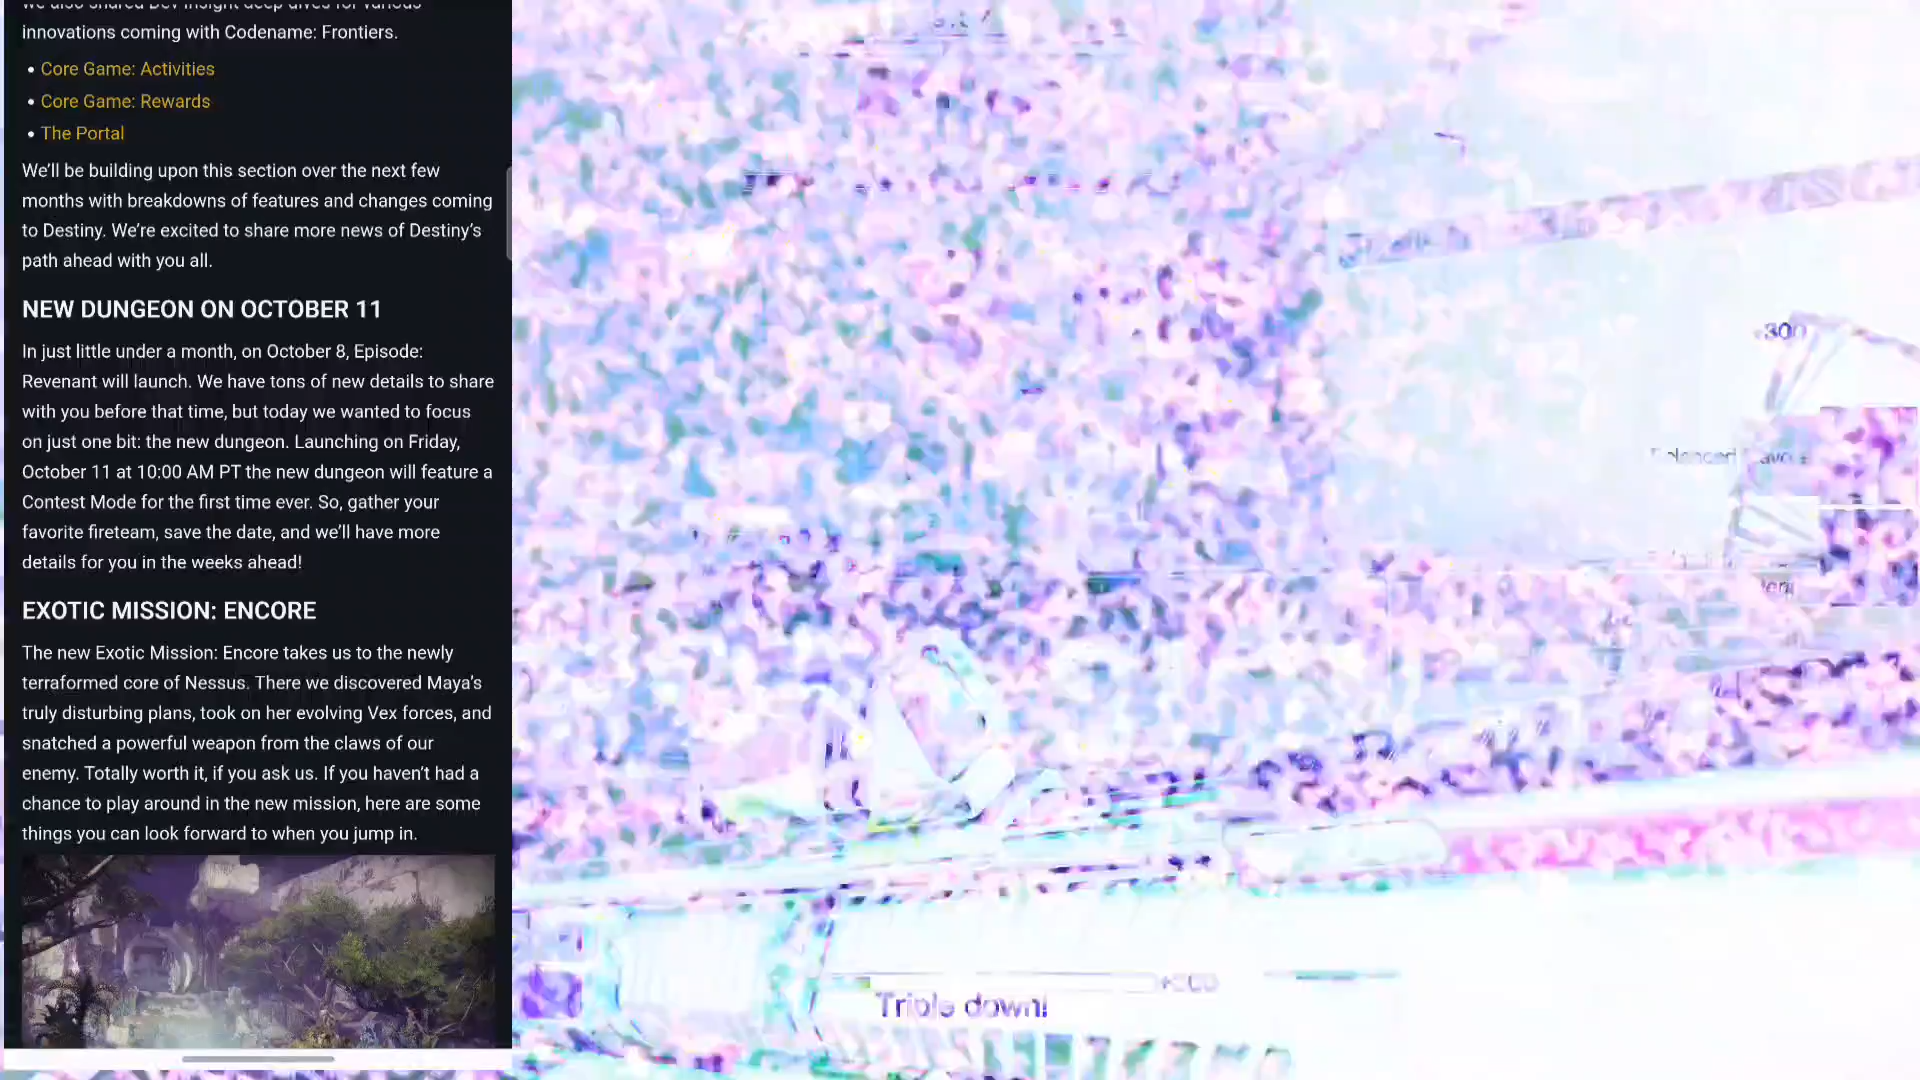 innovations coming with Codename: Frontiers.
• Core Game: Activities
• Core Game: Rewards
• The Portal
We’ll be building upon this section over the next few
months with breakdowns of features and changes coming
to Destiny. We’re excited to share more news of Destiny’s
path ahead with you all.
NEW DUNGEON ON OCTOBER 11
In just little under a month, on October 8, Episode:
Revenant will launch. We have tons of new details to share
with you before that time, but today we wanted to focus
on just one bit: the new dungeon. Launching on Friday,
October 11 at 10:00 AM PT the new dungeon will feature a
Contest Mode for the first time ever. So, gather your
favorite fireteam, save the date, and we’ll have more
details for you in the weeks ahead!
EXOTIC MISSION: ENCORE
The new Exotic Mission: Encore takes us to the newly
terraformed core of Nessus. There we discovered Maya’s
truly disturbing plans, took on her evolving Vex forces, and
snatched a powerful weapon from the claws of our
enemy. Totally worth it, if you ask us. If you haven’t had a
chance to play around in the new mission, here are some
things you can look forward to when you jump in.
+300
Triple down!